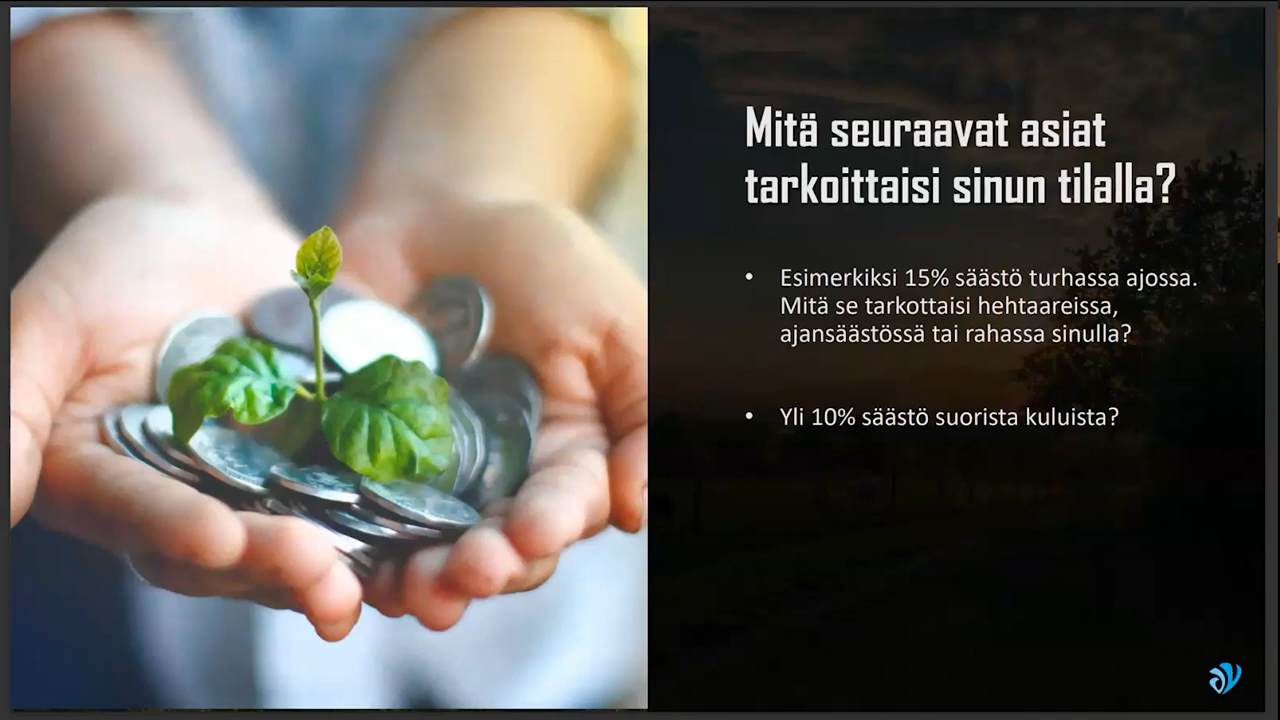 Mitä seuraavat asiat
tarkoittaisi sinun tilalla?
• Esimerkiksi 15% säästö turhassa ajossa.
Mitä se tarkottaisi hehtaareissa,
ajansäästössä tai rahassa sinulla?
• Yli 10% säästö suorista kuluista?